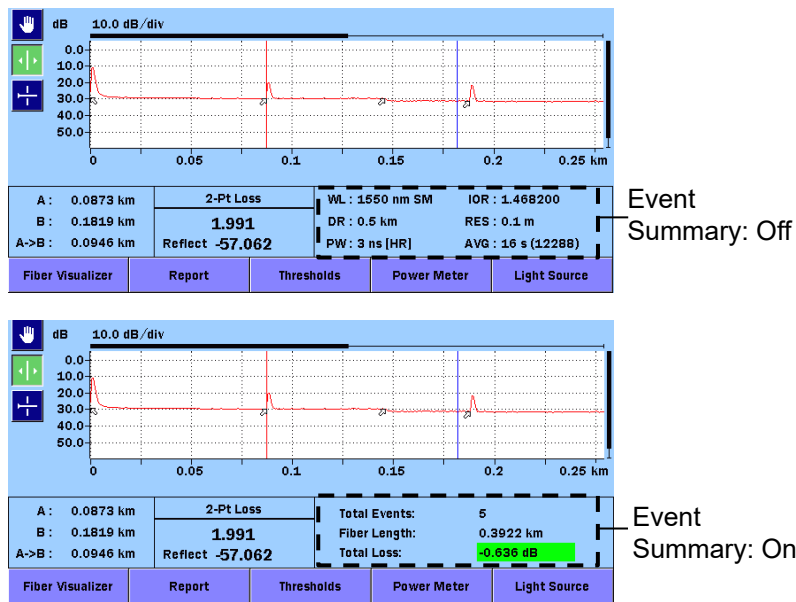 dB 10.0 dB/div
0.0
10.0
20.0
30.0
40.0
50.0
0 0.05 0.1 0.15 0.2 0.25 km
A: 0.0873 km
B: 0.1819 km
A->B: 0.0946 km
2-Pt Loss
1.991
Reflect -57.062
WL: 1550 nm SM IOR: 1.468200
DR: 0.5 km RES: 0.1 m
PW: 3 ns [HR] AVG: 16 s (12288)
Event
Summary: Off
Fiber Visualizer Report Thresholds Power Meter Light Source
dB 10.0 dB/div
0.0
10.0
20.0
30.0
40.0
50.0
0 0.05 0.1 0.15 0.2 0.25 km
A: 0.0873 km
B: 0.1819 km
A->B: 0.0946 km
2-Pt Loss
1.991
Reflect -57.062
Total Events: 5
Fiber Length: 0.3922 km
Total Loss: -0.636 dB
Event
Summary: On
Fiber Visualizer Report Thresholds Power Meter Light Source